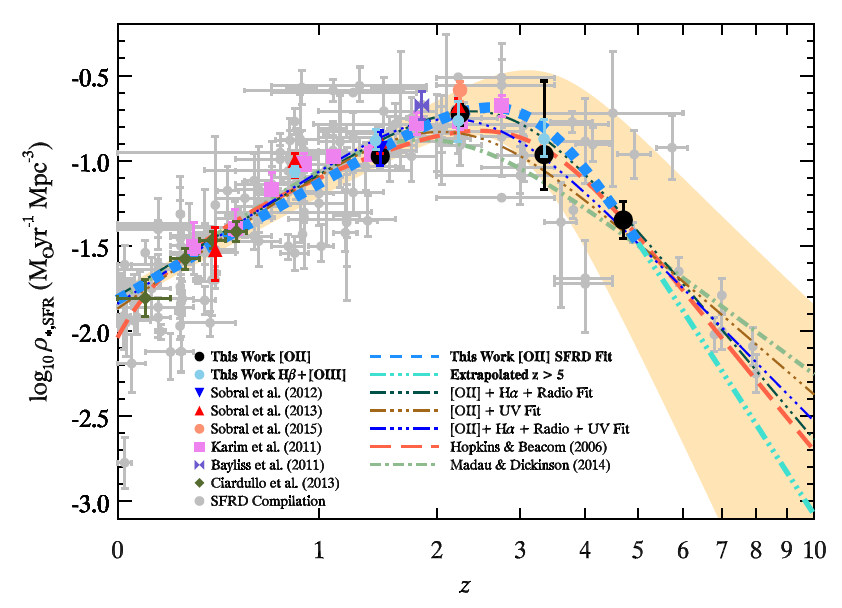 -0.5
-1.0
-1.5
-2.0
-2.5
-3.0
log10 ρ*,SFR (M⊙yr-1 Mpc-3)
This Work [OII]
This Work Hβ+[OIII]
Sobral et al. (2012)
Sobral et al. (2013)
Sobral et al. (2015)
Karim et al. (2011)
Bayliss et al. (2011)
Ciardullo et al. (2013)
SFRD Compilation
This Work [OII] SFRD Fit
Extrapolated z > 5
[OII] + Hα + Radio Fit
[OII] + UV Fit
[OII]+ Hα + Radio + UV Fit
Hopkins & Beacom (2006)
Madau & Dickinson (2014)
0 1 2 3 4 5 6 7 8 9 10
z